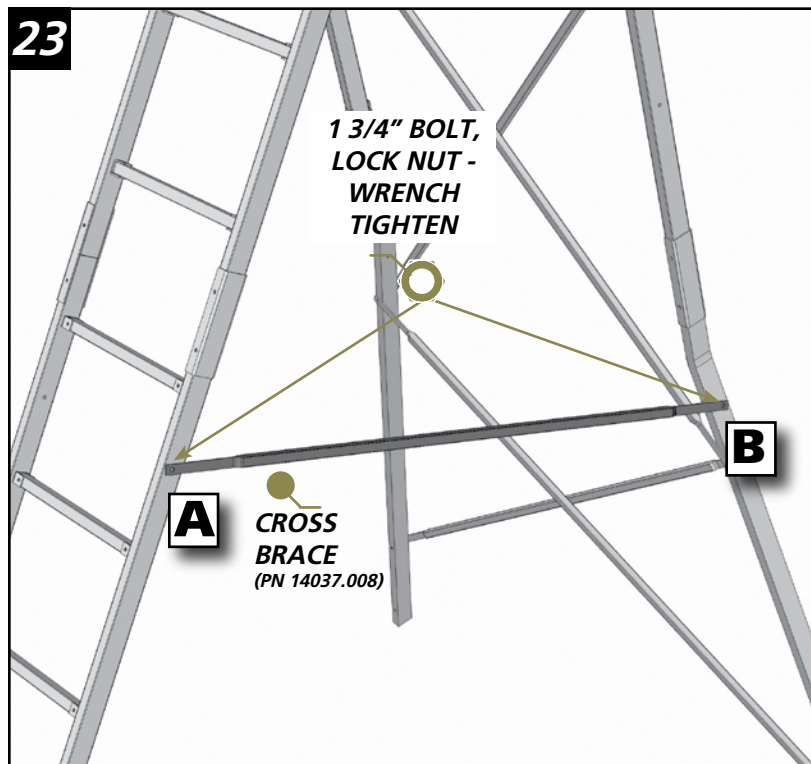 23
1 3/4” BOLT,
LOCK NUT -
WRENCH
TIGHTEN
A
B
CROSS
BRACE
(PN 14037.008)